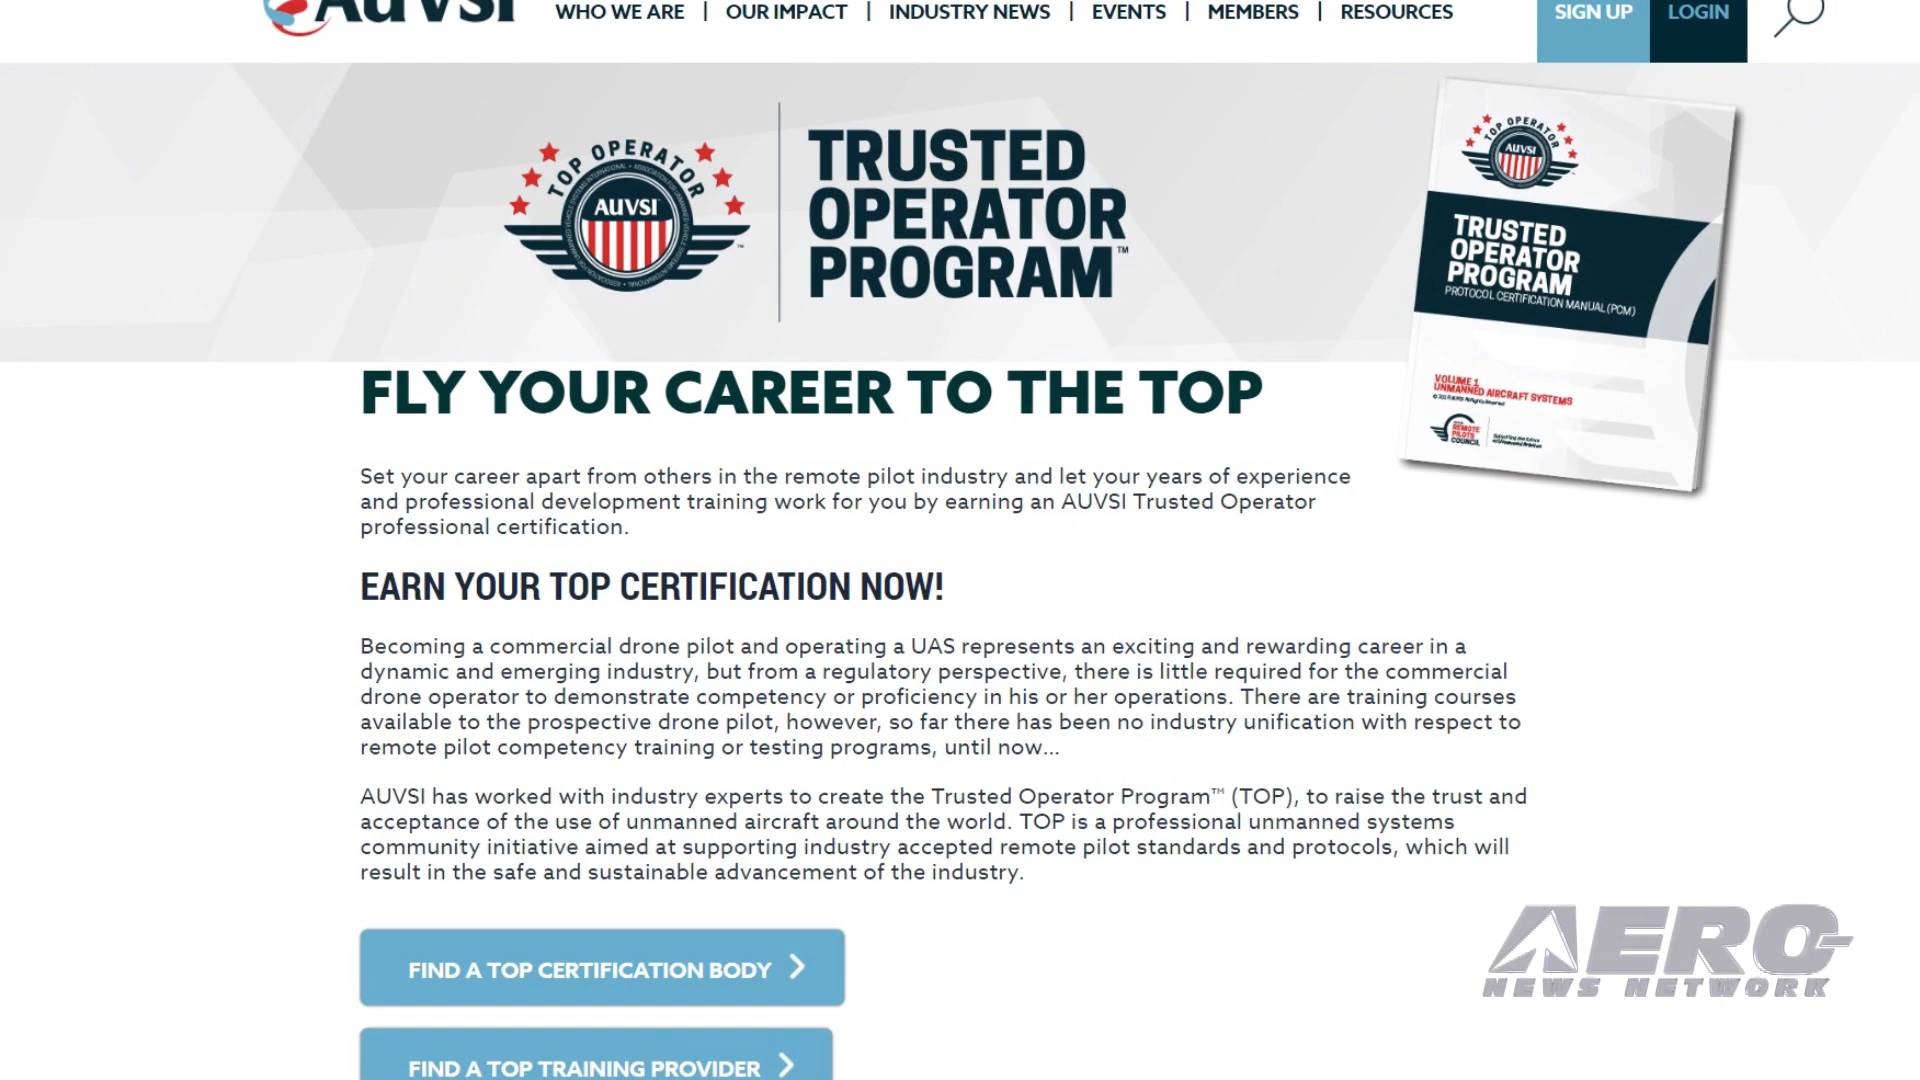 AUVSI
WHO WE ARE | OUR IMPACT | INDUSTRY NEWS | EVENTS | MEMBERS | RESOURCES
SIGN UP
LOGIN
TOP OPERATOR
AUVSI
TRUSTED
OPERATOR
PROGRAM™
TOP OPERATOR
AUVSI
TRUSTED
OPERATOR
PROGRAM
PROTOCOL CERTIFICATION MANUAL (PCM)
VOLUME 1
UNMANNED AIRCRAFT SYSTEMS
REMOTE
PILOTS
COUNCIL
FLY YOUR CAREER TO THE TOP
Set your career apart from others in the remote pilot industry and let your years of experience
and professional development training work for you by earning an AUVSI Trusted Operator
professional certification.
EARN YOUR TOP CERTIFICATION NOW!
Becoming a commercial drone pilot and operating a UAS represents an exciting and rewarding career in a
dynamic and emerging industry, but from a regulatory perspective, there is little required for the commercial
drone operator to demonstrate competency or proficiency in his or her operations. There are training courses
available to the prospective drone pilot, however, so far there has been no industry unification with respect to
remote pilot competency training or testing programs, until now...
AUVSI has worked with industry experts to create the Trusted Operator Program™ (TOP), to raise the trust and
acceptance of the use of unmanned aircraft around the world. TOP is a professional unmanned systems
community initiative aimed at supporting industry accepted remote pilot standards and protocols, which will
result in the safe and sustainable advancement of the industry.
FIND A TOP CERTIFICATION BODY
FIND A TOP TRAINING PROVIDER
AERO
NEWS NETWORK